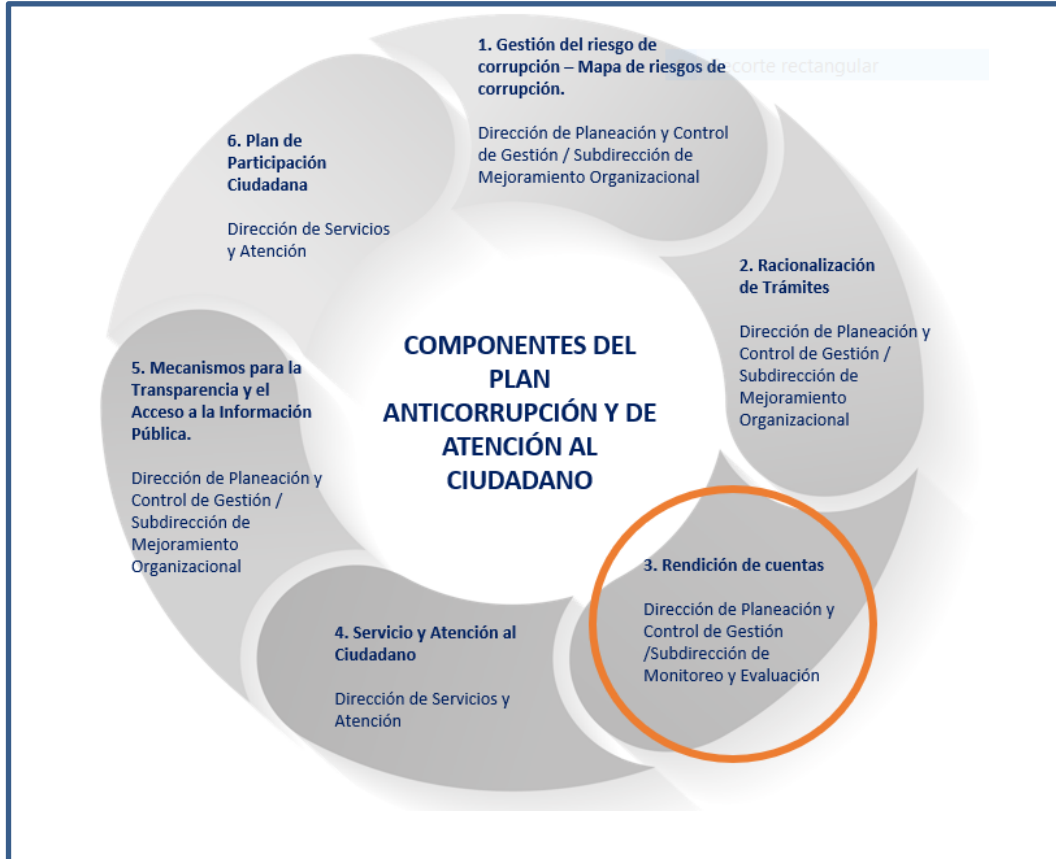 1. Gestión del riesgo de
corrupción – Mapa de riesgos de
corrupción.
Dirección de Planeación y Control
de Gestión / Subdirección de
Mejoramiento Organizacional
ecorte rectangular
2. Racionalización
de Trámites
Dirección de Planeación y
Control de Gestión /
Subdirección de
Mejoramiento
Organizacional
3. Rendición de cuentas
Dirección de Planeación y
Control de Gestión
/Subdirección de
Monitoreo y Evaluación
4. Servicio y Atención al
Ciudadano
Dirección de Servicios y
Atención
5. Mecanismos para la
Transparencia y el
Acceso a la Información
Pública.
Dirección de Planeación y
Control de Gestión /
Subdirección de
Mejoramiento
Organizacional
6. Plan de
Participación
Ciudadana
Dirección de Servicios
y Atención
COMPONENTES DEL
PLAN
ANTICORRUPCIÓN Y DE
ATENCIÓN AL
CIUDADANO